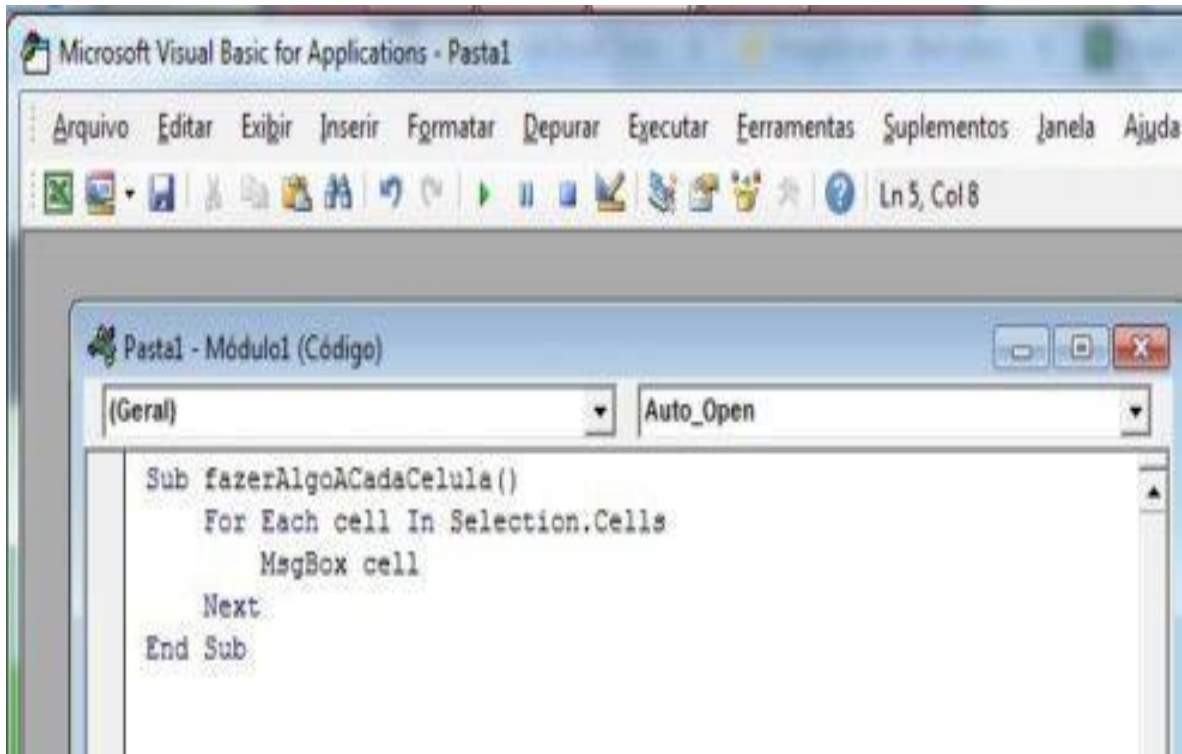 Microsoft Visual Basic for Applications - Pasta1
Arquivo Editar Exibir Inserir Formatar Depurar Executar Ferramentas Suplementos Janela Ajuda
Ln 5, Col 8
Pasta1 - Módulo1 (Código)
(Geral) Auto_Open
Sub fazerAlgoACadaCelula()
For Each cell In Selection.Cells
MsgBox cell
Next
End Sub